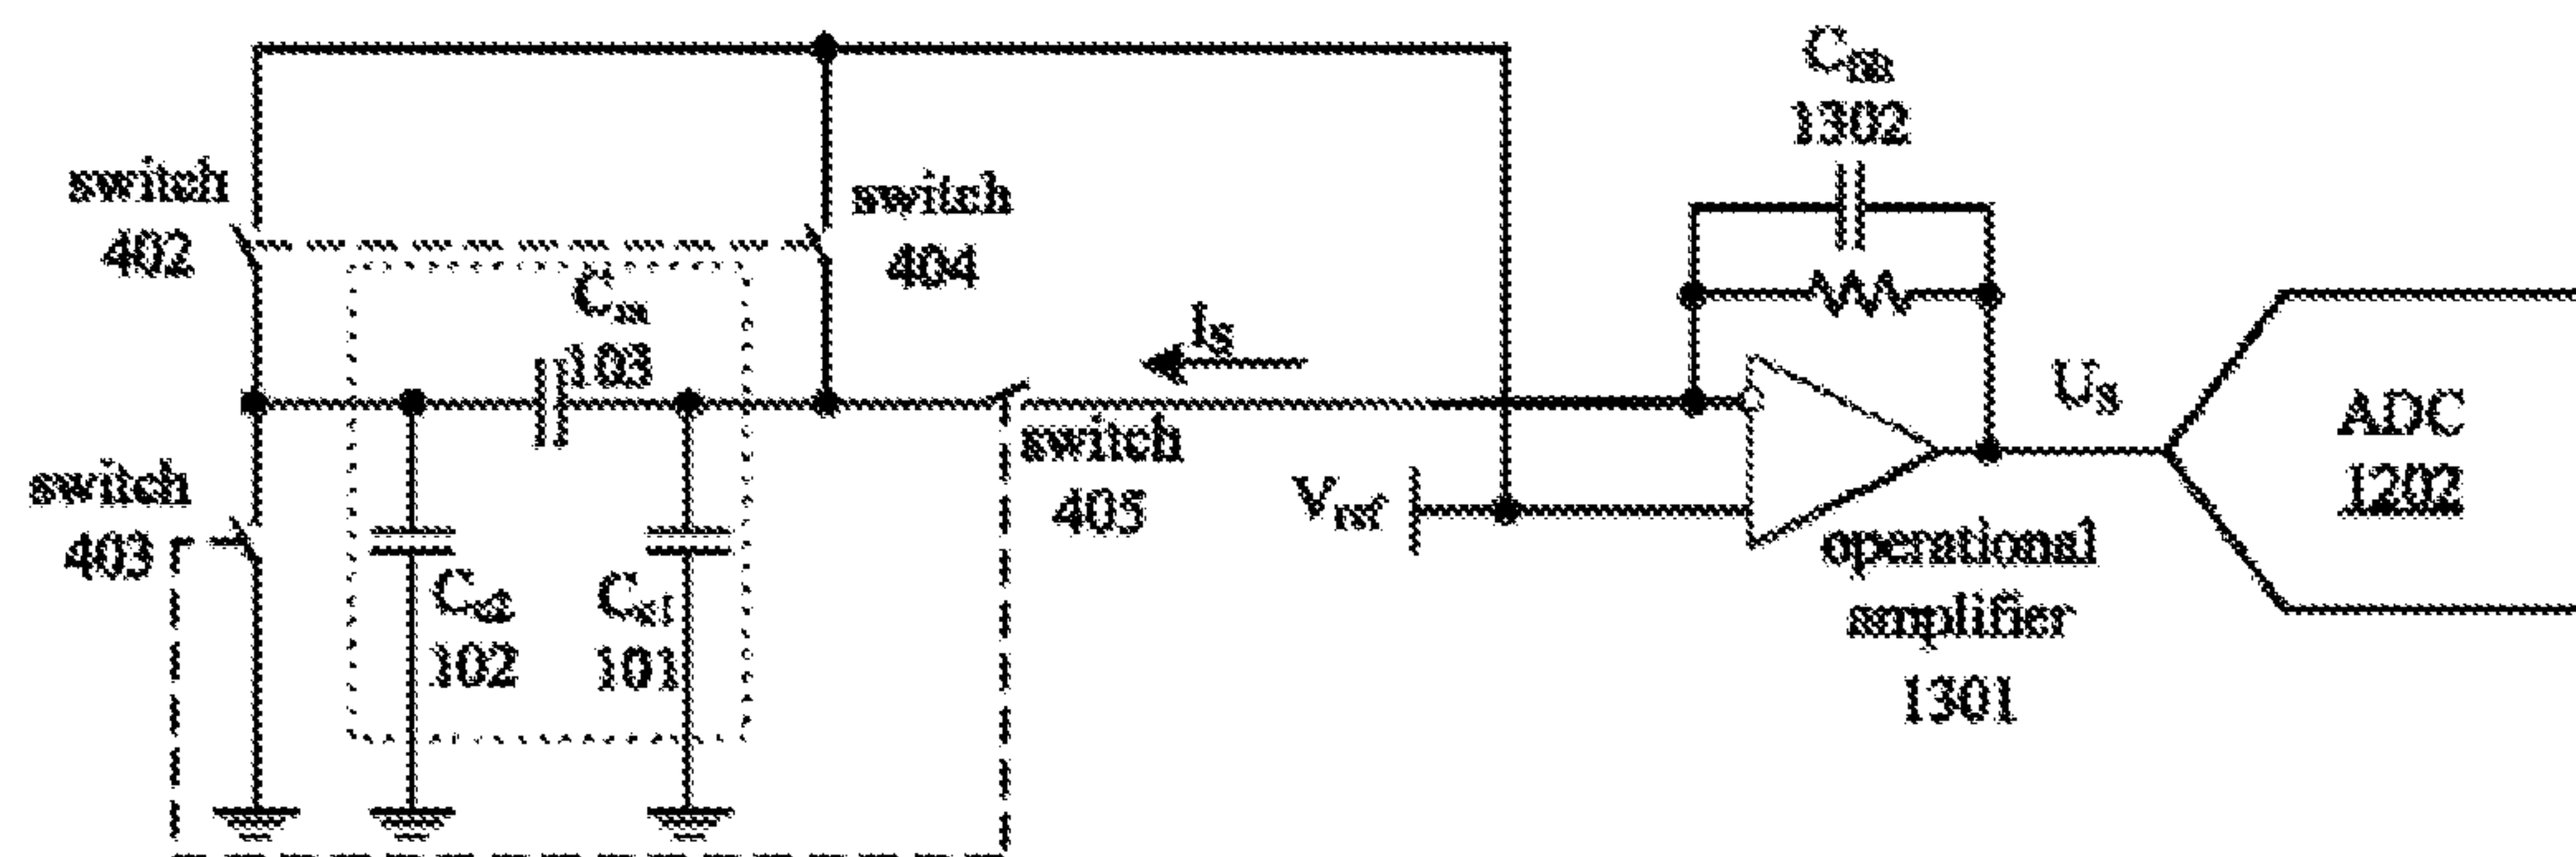 switch
402
switch
403
Cm
103
Cs2
102
Cs1
101
switch
404
IS
switch
405
Vref
1302
operational
amplifier
1301
US
ADC
1202